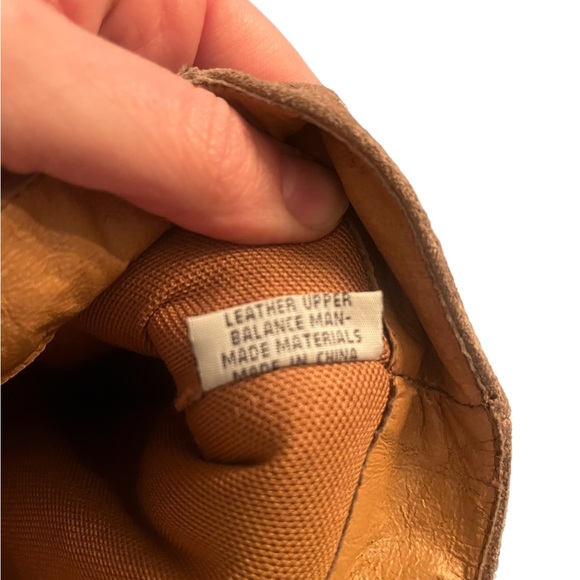 LEATHER UPPER
BALANCE MAN-
MADE MATERIALS
MADE IN CHINA